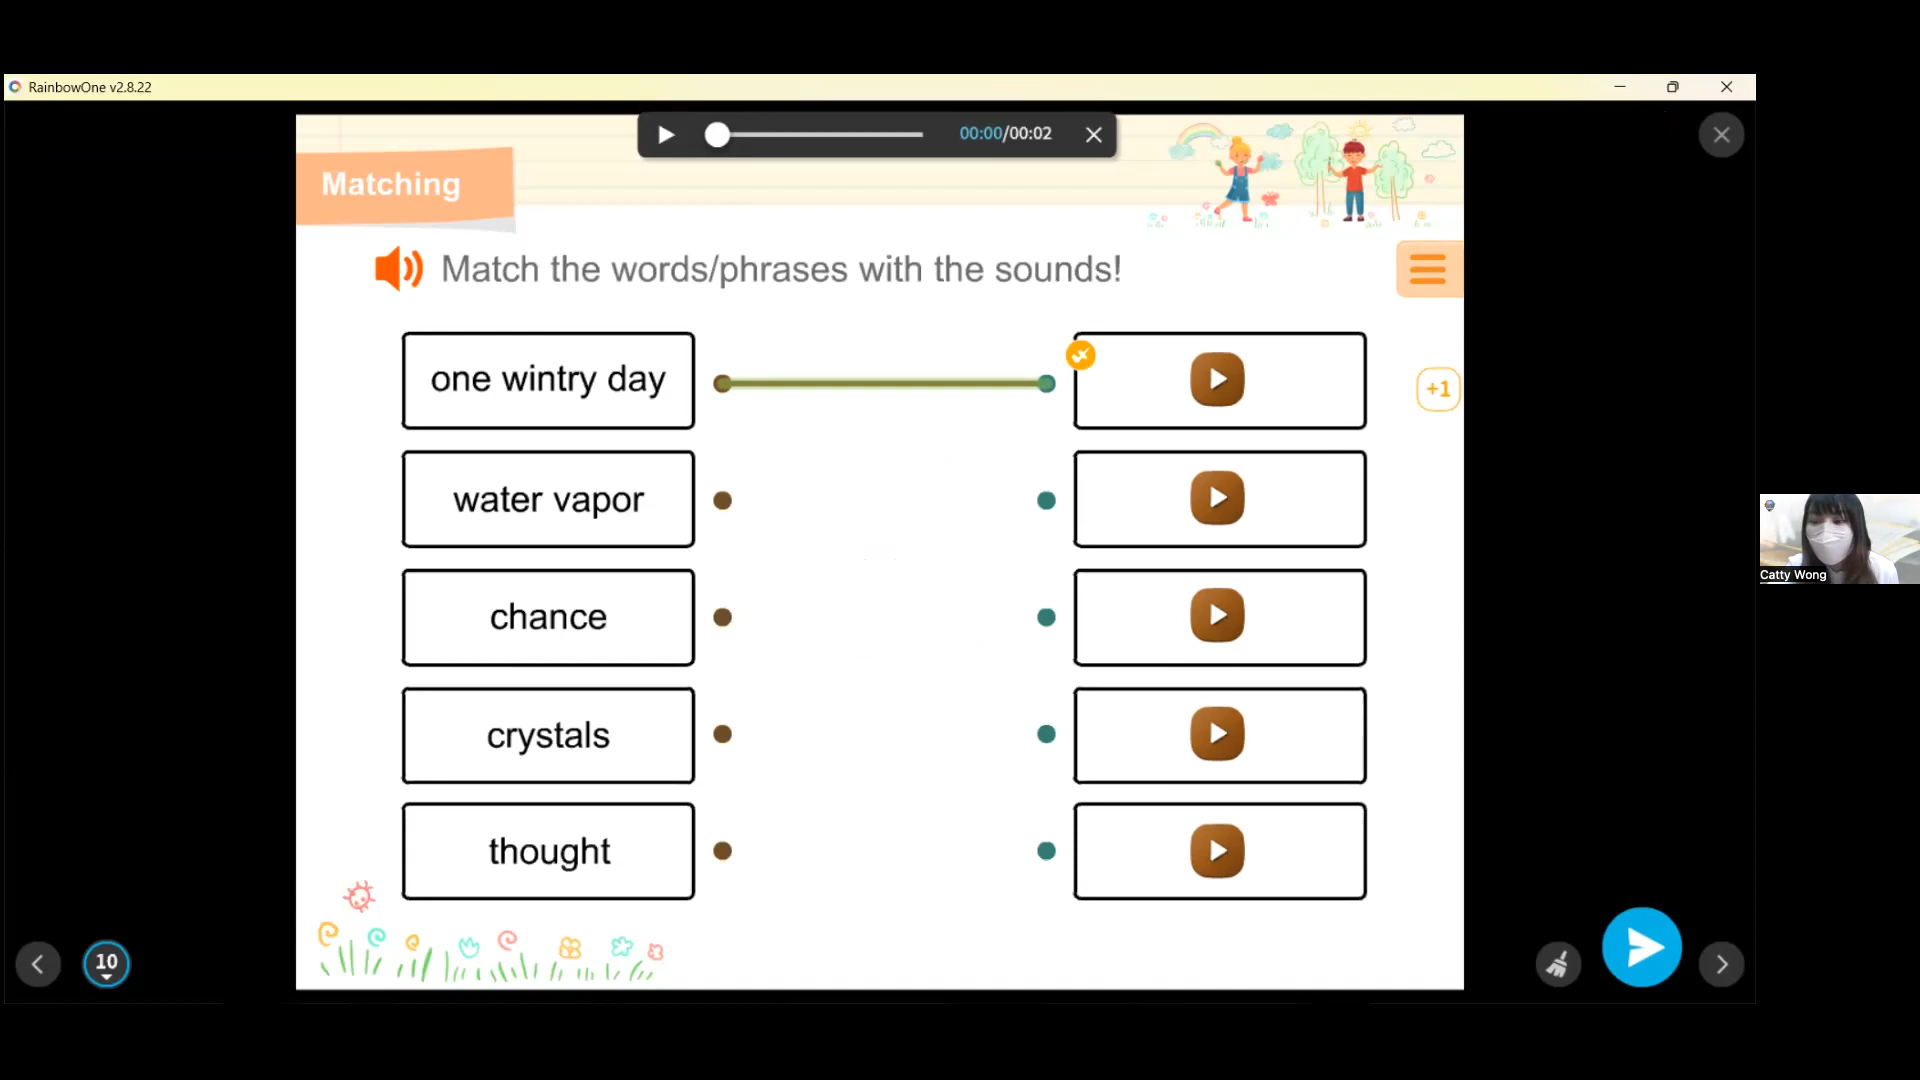 RainbowOne v2.8.22
00:00/00:02
Matching
Match the words/phrases with the sounds!
one wintry day
+1
water vapor
chance
Catty Wong
crystals
thought
10